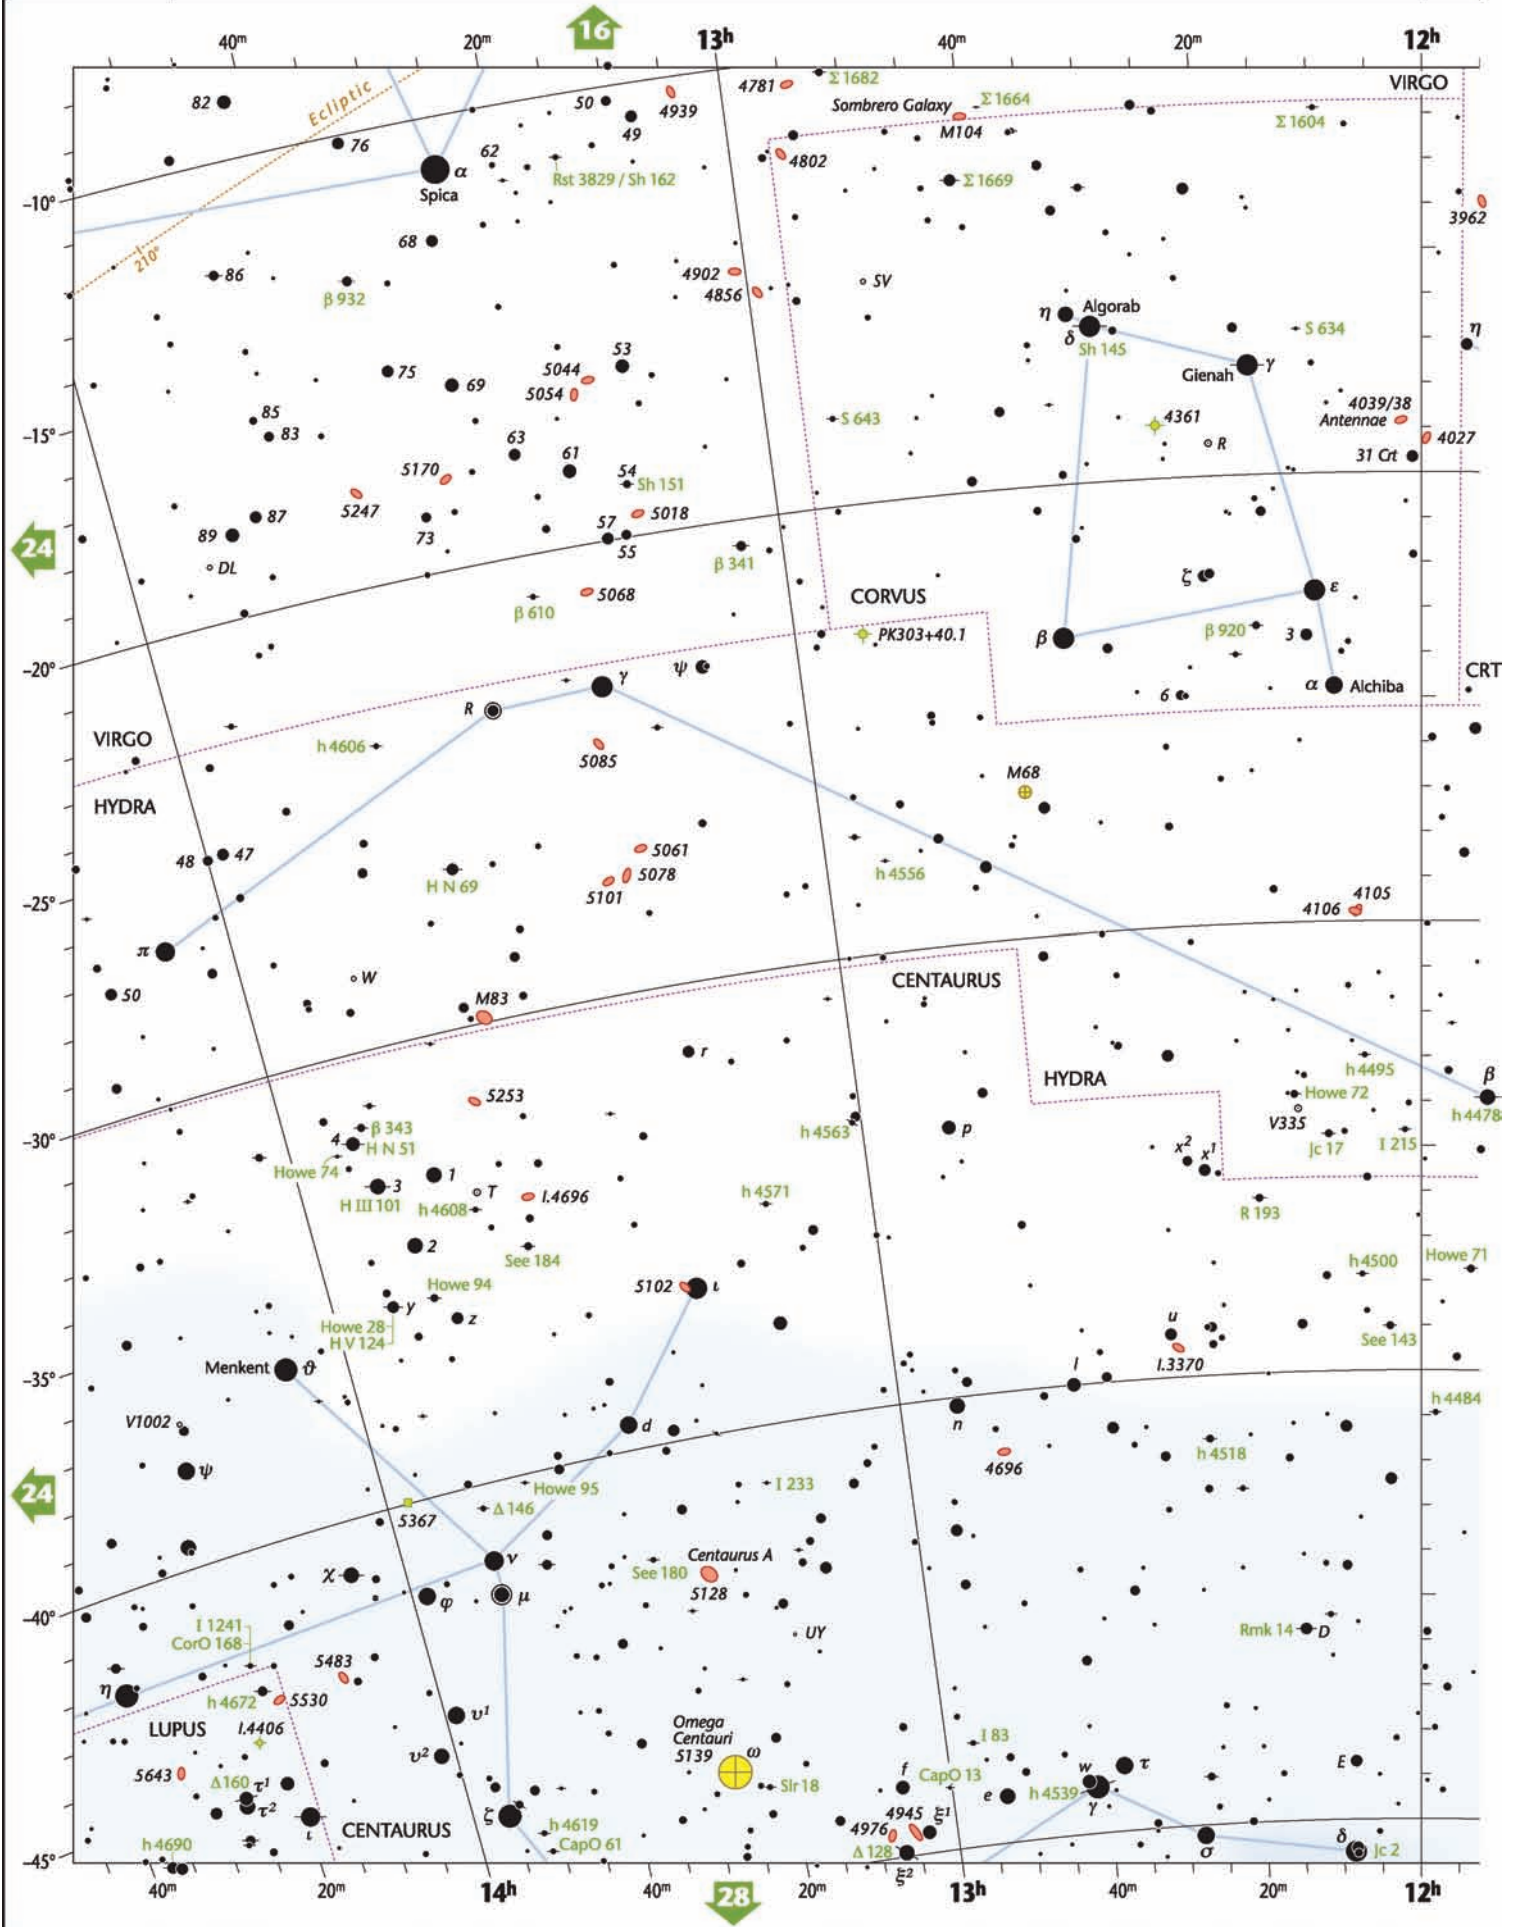 16
40ᵐ 20ᵐ 13ʰ 40ᵐ 20ᵐ 12ʰ
VIRGO
82
Ecliptic
50
4939
4781
Σ 1682
Sombrero Galaxy
Σ 1664
49
M104
Σ 1604
76
62
4802
α
Spica
Rst 3829 / Sh 162
Σ 1669
–10°
3962
68
210°
86
β 932
4902
4856
SV
η
Algorab
δ
Sh 145
S 634
η
53
5044
5054
75
69
Gienah
γ
4039/38
Antennae
85
83
S 643
4361
–15°
63
R
4027
61
31 Crt
5170
54
Sh 151
5247
5018
87
73
57
89
55
24
DL
β 341
β 610
5068
CORVUS
ζ
ε
PK303+40.1
β
β 920
3
–20°
ψ
γ
CRT
6
α
Alchiba
R
VIRGO
h 4606
5085
M68
HYDRA
48
47
5061
5078
H N 69
5101
h 4556
–25°
4105
4106
π
W
CENTAURUS
50
M83
r
h 4495
HYDRA
β
5253
Howe 72
h 4478
V335
β 343
h 4563
p
–30°
4
H N 51
Jc 17
I 215
Howe 74
x²
x¹
1
3
T
I.4696
h 4571
H III 101
h 4608
R 193
2
See 184
h 4500
Howe 71
5102
ι
Howe 94
y
z
Howe 28
H V 124
u
See 143
I.3370
Menkent
ϑ
–35°
l
V1002
d
n
h 4484
h 4518
ψ
4696
24
Howe 95
I 233
Δ 146
5367
ν
Centaurus A
See 180
χ
5128
φ
μ
–40°
I 1241
CorO 168
UY
Rmk 14
D
5483
η
h 4672
5530
LUPUS
I.4406
υ¹
Omega
Centauri
5139
ω
I 83
υ²
5643
E
τ
w
Δ160
τ¹
Slr 18
f
CapO 13
h 4539
e
γ
τ²
ζ
ι
CENTAURUS
h 4619
4945
ξ¹
4976
h 4690
CapO 61
Δ 128
ξ²
σ
δ
Jc 2
–45°
40ᵐ 20ᵐ 14ʰ 40ᵐ 20ᵐ 13ʰ 40ᵐ 20ᵐ 12ʰ
28